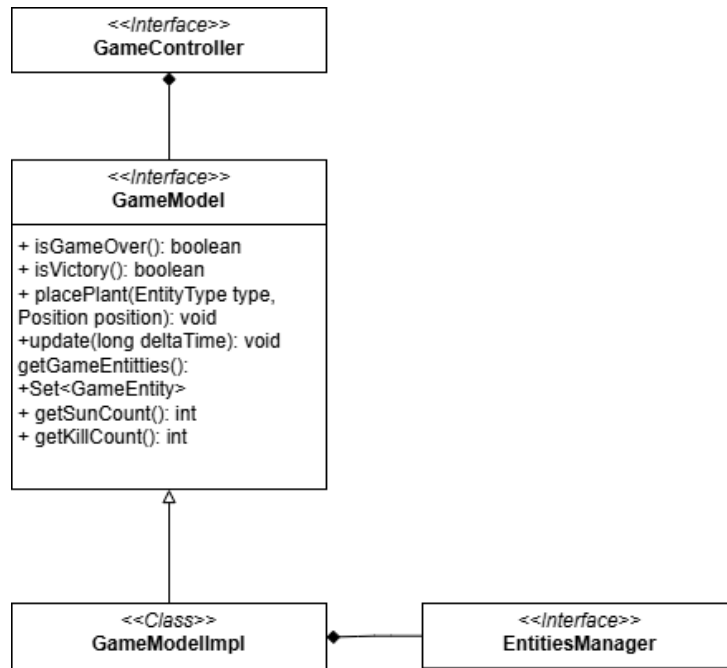 <<Interface>>
GameController
<<Interface>>
GameModel
+ isGameOver(): boolean
+ isVictory(): boolean
+ placePlant(EntityType type,
Position position): void
+update(long deltaTime): void
getGameEntitties():
+Set<GameEntity>
+ getSunCount(): int
+ getKillCount(): int
<<Class>>
GameModelImpl
<<Interface>>
EntitiesManager